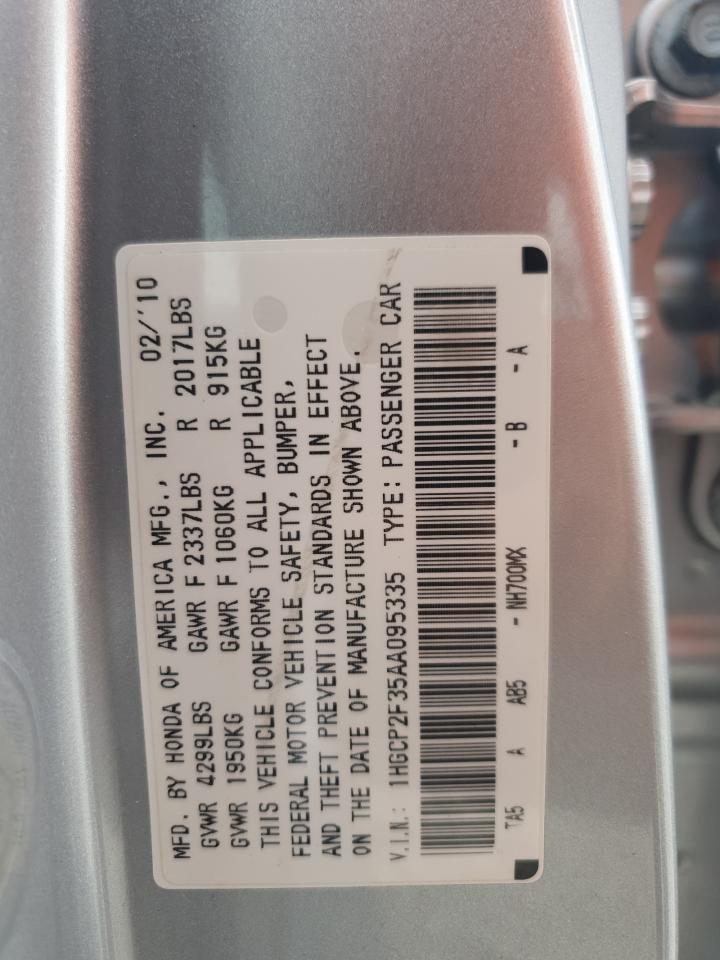 MFD. BY HONDA OF AMERICA MFG., INC. 02/'10
GVWR 4299LBS GAWR F 2337LBS R 2017LBS
GVWR 1950KG GAWR F 1060KG R 915KG
THIS VEHICLE CONFORMS TO ALL APPLICABLE
FEDERAL MOTOR VEHICLE SAFETY, BUMPER,
AND THEFT PREVENTION STANDARDS IN EFFECT
ON THE DATE OF MANUFACTURE SHOWN ABOVE.
V.I.N.: 1HGCP2F35AA095335 TYPE: PASSENGER CAR
TA5 A AB5 - NH700MX - B - A